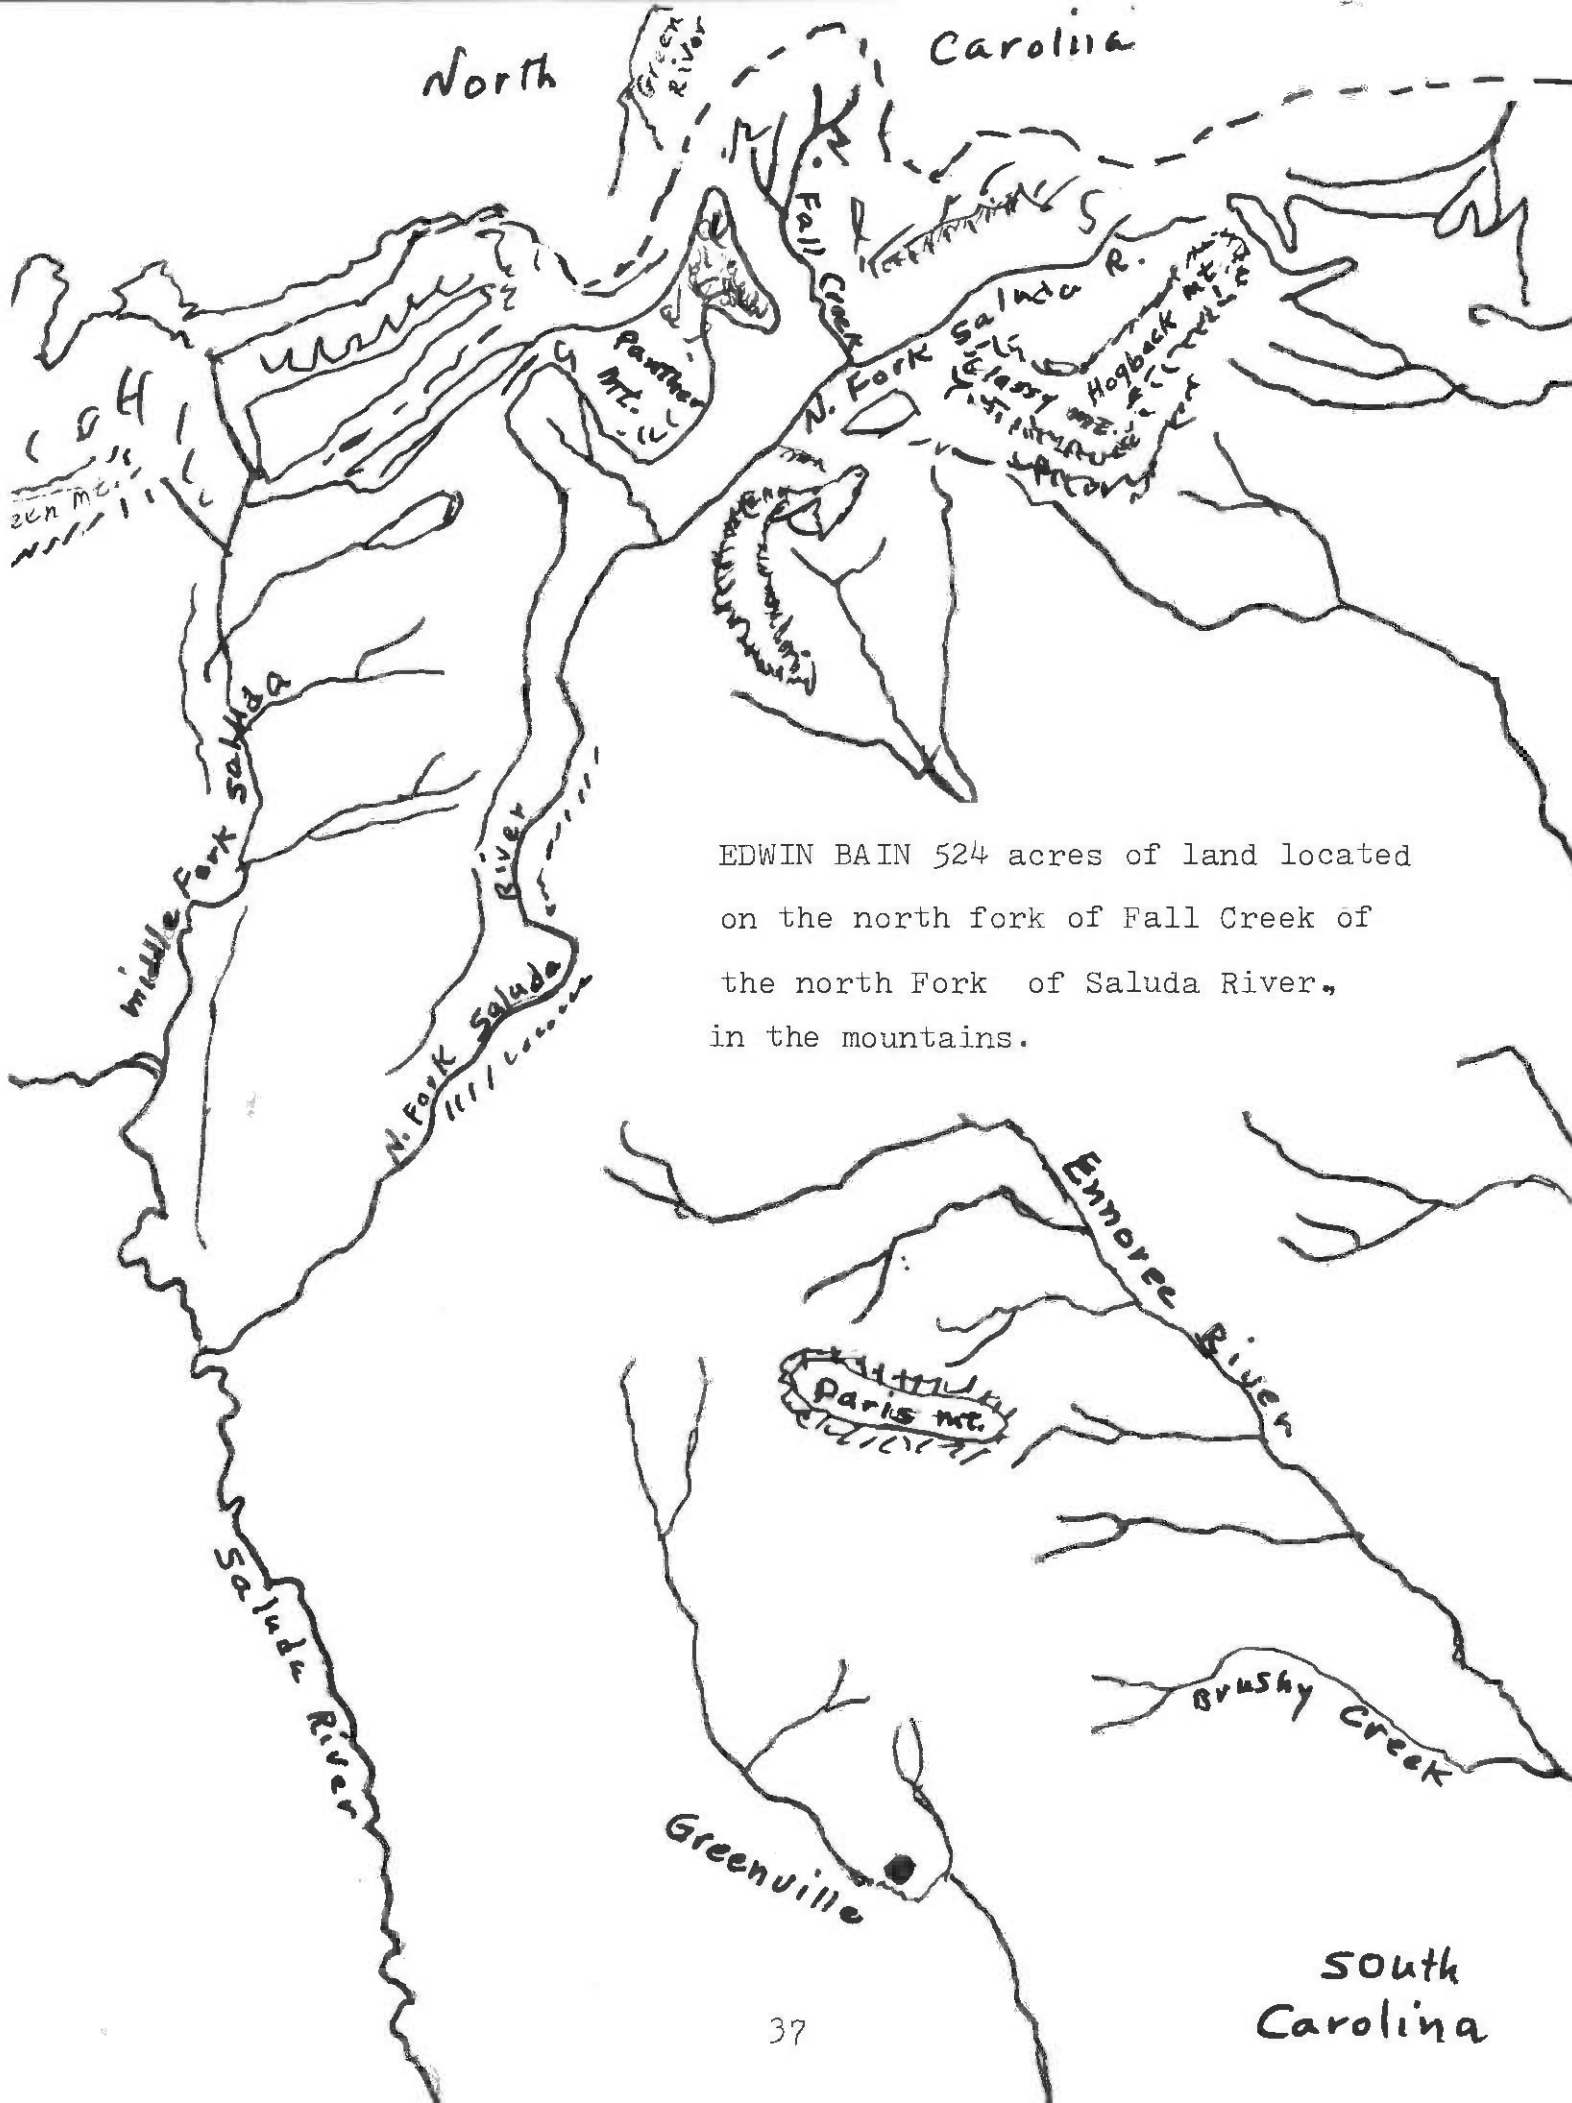 North
Carolina
Green
River
Fall Creek
N. Fork Saluda R.
Hogback
mt.
Glassy mt.
Panther
mt.
middle Fork Saluda
N. Fork Saluda River
EDWIN BAIN 524 acres of land located
on the north fork of Fall Creek of
the north Fork of Saluda River.,
in the mountains.
Ennoree River
Paris mt.
Saluda River
Brushy Creek
Greenville
South
Carolina
37